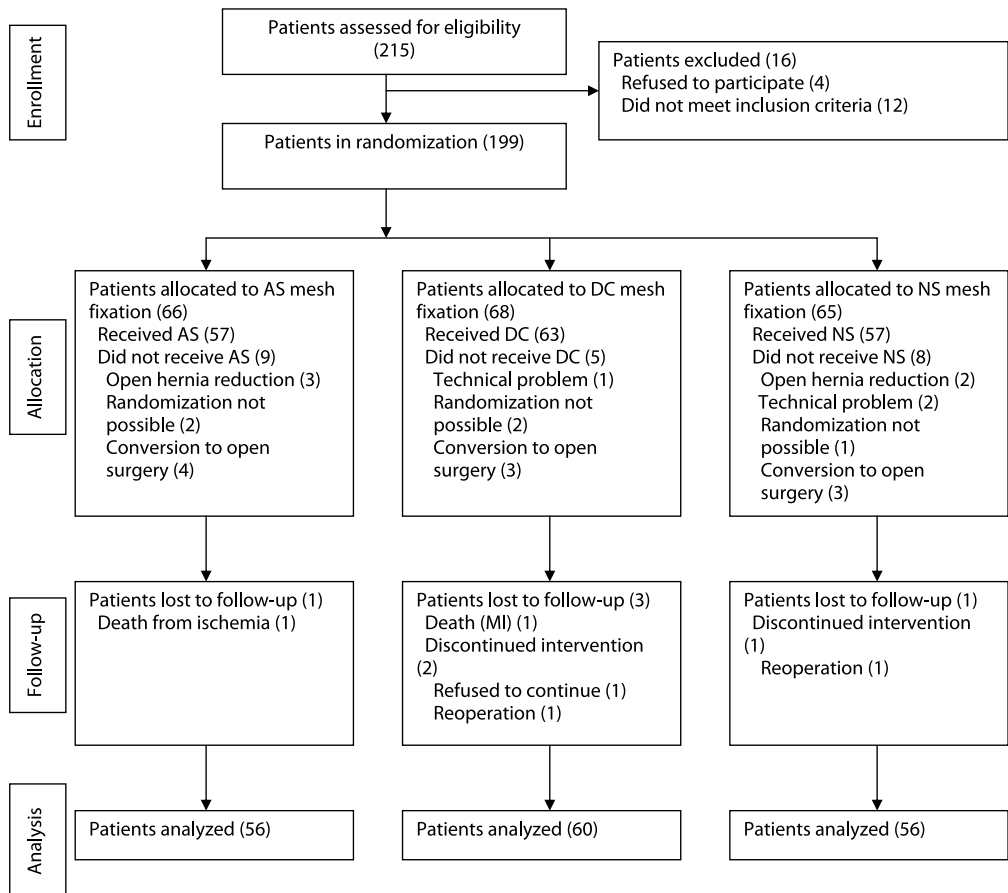 Enrollment
Patients assessed for eligibility
(215)
Patients excluded (16)
Refused to participate (4)
Did not meet inclusion criteria (12)
Patients in randomization (199)
Allocation
Patients allocated to AS mesh
fixation (66)
Received AS (57)
Did not receive AS (9)
Open hernia reduction (3)
Randomization not
possible (2)
Conversion to open
surgery (4)
Patients allocated to DC mesh
fixation (68)
Received DC (63)
Did not receive DC (5)
Technical problem (1)
Randomization not
possible (2)
Conversion to open
surgery (3)
Patients allocated to NS mesh
fixation (65)
Received NS (57)
Did not receive NS (8)
Open hernia reduction (2)
Technical problem (2)
Randomization not
possible (1)
Conversion to open
surgery (3)
Follow-up
Patients lost to follow-up (1)
Death from ischemia (1)
Patients lost to follow-up (3)
Death (MI) (1)
Discontinued intervention
(2)
Refused to continue (1)
Reoperation (1)
Patients lost to follow-up (1)
Discontinued intervention
(1)
Reoperation (1)
Analysis
Patients analyzed (56)
Patients analyzed (60)
Patients analyzed (56)